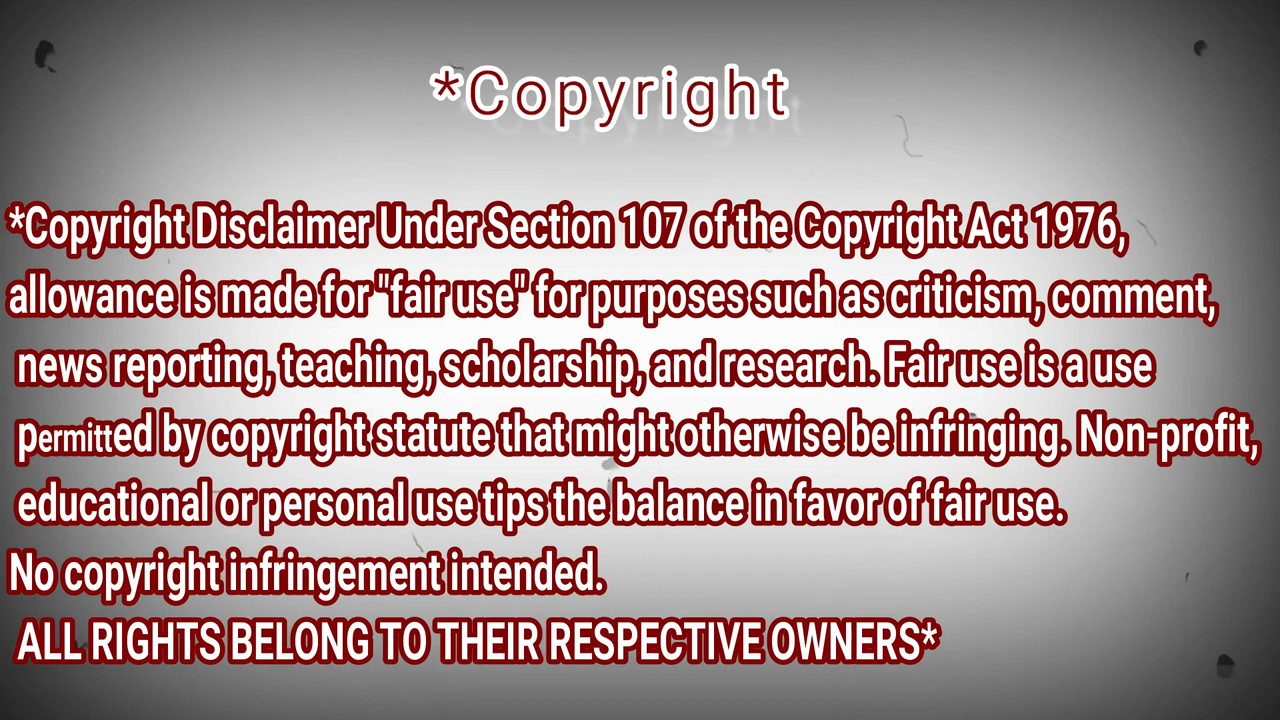 *Copyright
*Copyright Disclaimer Under Section 107 of the Copyright Act 1976,
allowance is made for "fair use" for purposes such as criticism, comment,
news reporting, teaching, scholarship, and research. Fair use is a use
permitted by copyright statute that might otherwise be infringing. Non-profit,
educational or personal use tips the balance in favor of fair use.
No copyright infringement intended.
ALL RIGHTS BELONG TO THEIR RESPECTIVE OWNERS*